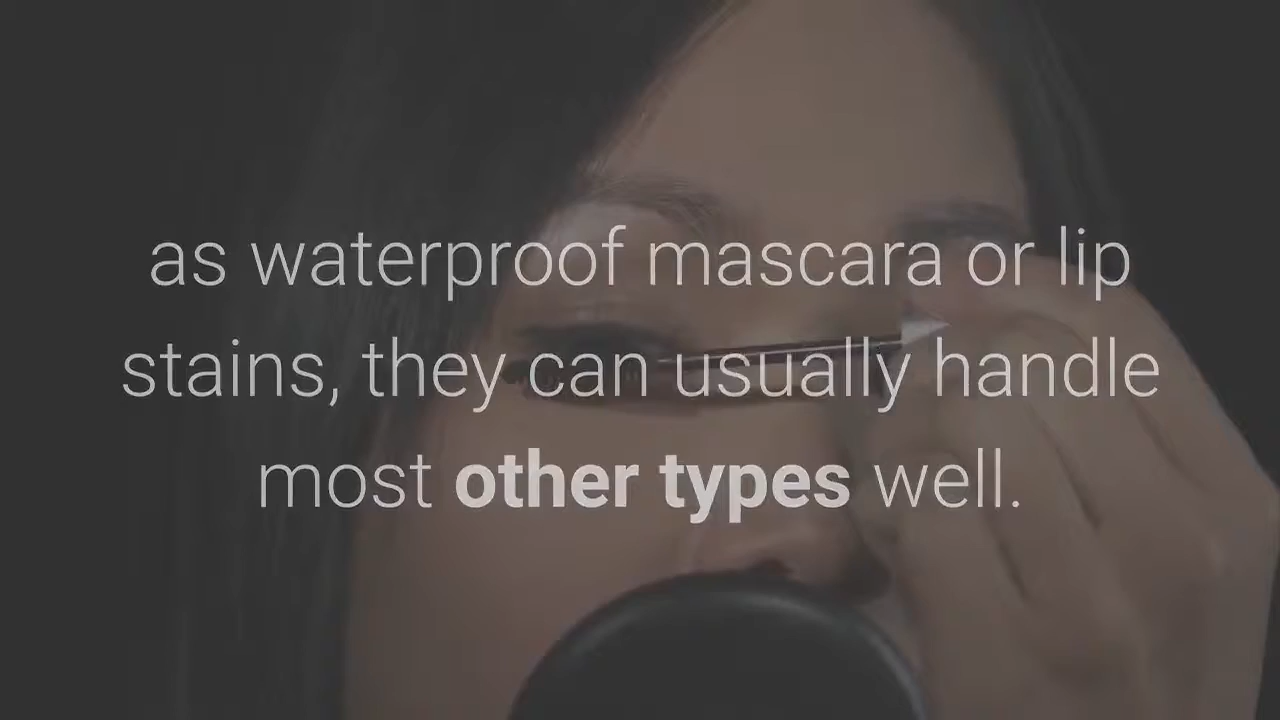 as waterproof mascara or lip
stains, they can usually handle
most other types well.